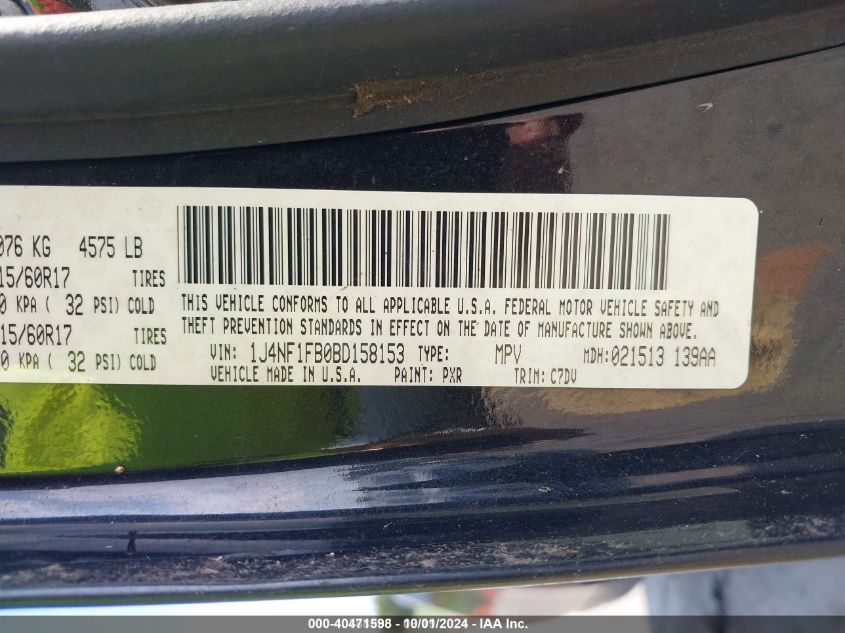 076 KG 4575 LB
15/60R17 TIRES
0 KPA ( 32 PSI) COLD
15/60R17 TIRES
0 KPA ( 32 PSI) COLD
THIS VEHICLE CONFORMS TO ALL APPLICABLE U.S.A. FEDERAL MOTOR VEHICLE SAFETY AND
THEFT PREVENTION STANDARDS IN EFFECT ON THE DATE OF MANUFACTURE SHOWN ABOVE.
VIN: 1J4NF1FB0BD158153 TYPE: MPV MDH:021513 139AA
VEHICLE MADE IN U.S.A. PAINT: PXR TRIM: C7DV
000-40471598 - 10/01/2024 - IAA Inc.